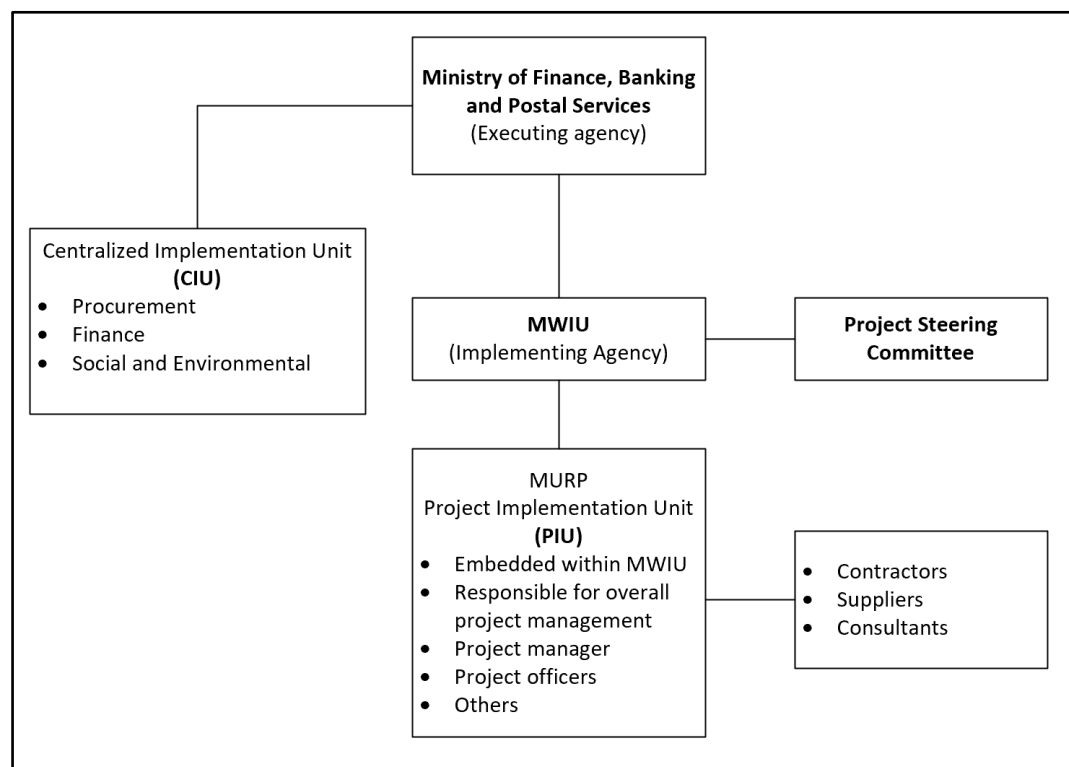 Ministry of Finance, Banking
and Postal Services
(Executing agency)
Centralized Implementation Unit
(CIU)
• Procurement
• Finance
• Social and Environmental
MWIU
(Implementing Agency)
Project Steering
Committee
MURP
Project Implementation Unit
(PIU)
• Embedded within MWIU
• Responsible for overall
project management
• Project manager
• Project officers
• Others
• Contractors
• Suppliers
• Consultants